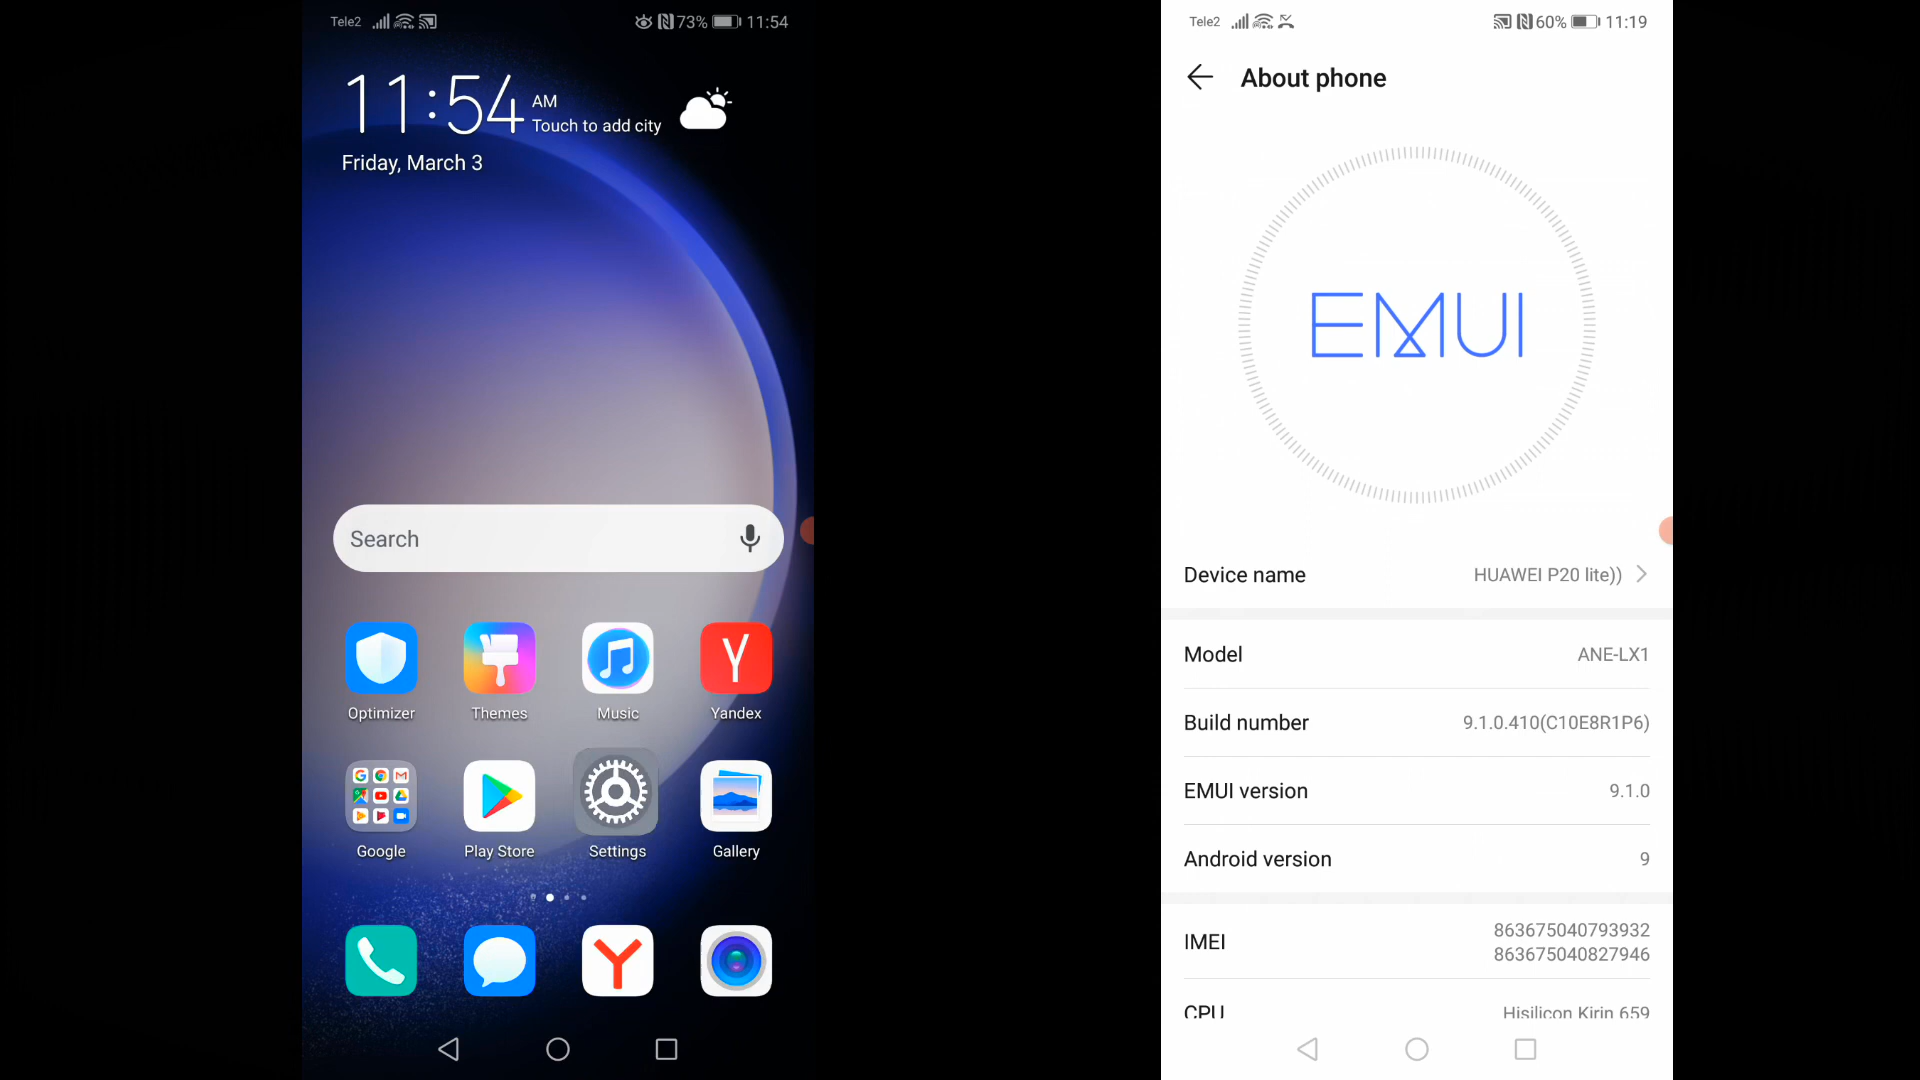 Tele2 73% 11:54
11:54 AM
Touch to add city
Friday, March 3
Search
Optimizer Themes Music Yandex
Google Play Store Settings Gallery
Tele2 60% 11:19
About phone
EMUI
Device name HUAWEI P20 lite))
Model ANE-LX1
Build number 9.1.0.410(C10E8R1P6)
EMUI version 9.1.0
Android version 9
IMEI 863675040793932
863675040827946
CPU Hisilicon Kirin 659